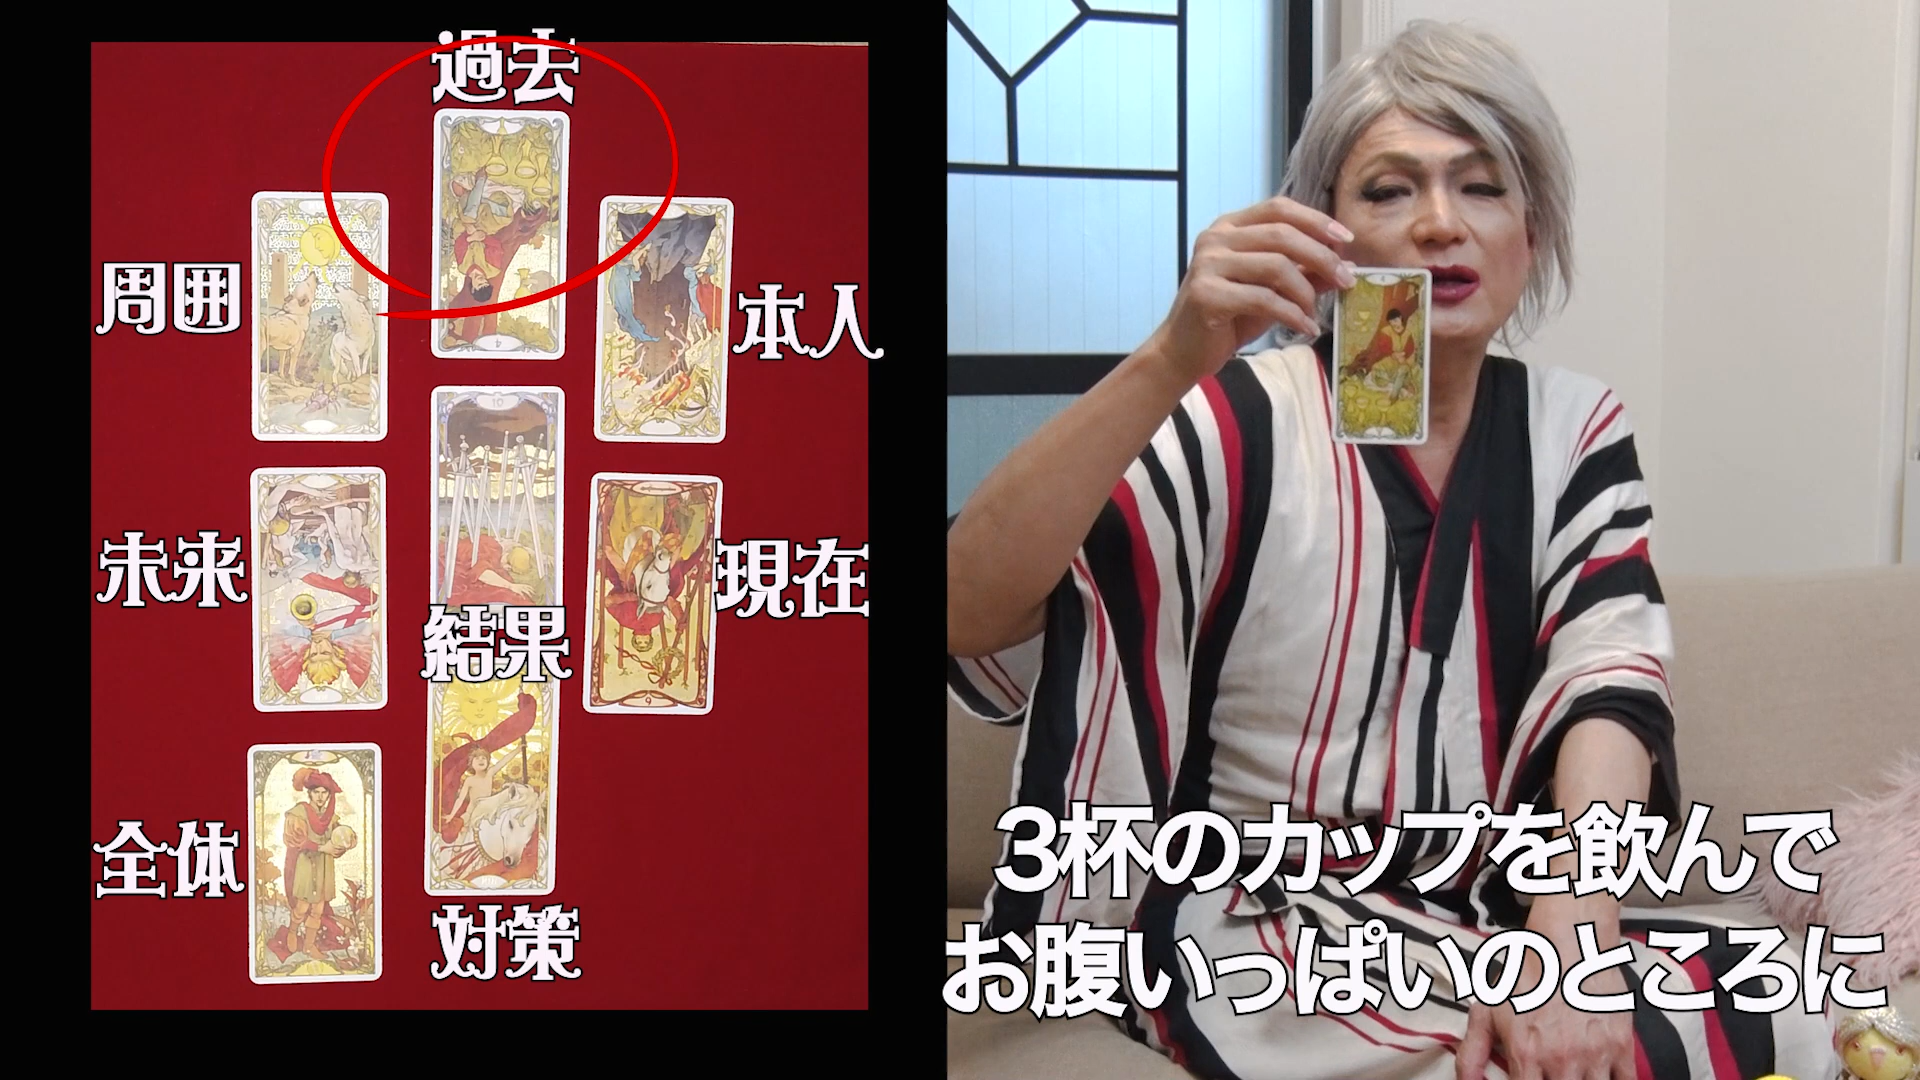 過去
周囲
本人
未来
現在
結果
全体
対策
3杯のカップを飲んで
お腹いっぱいのところに